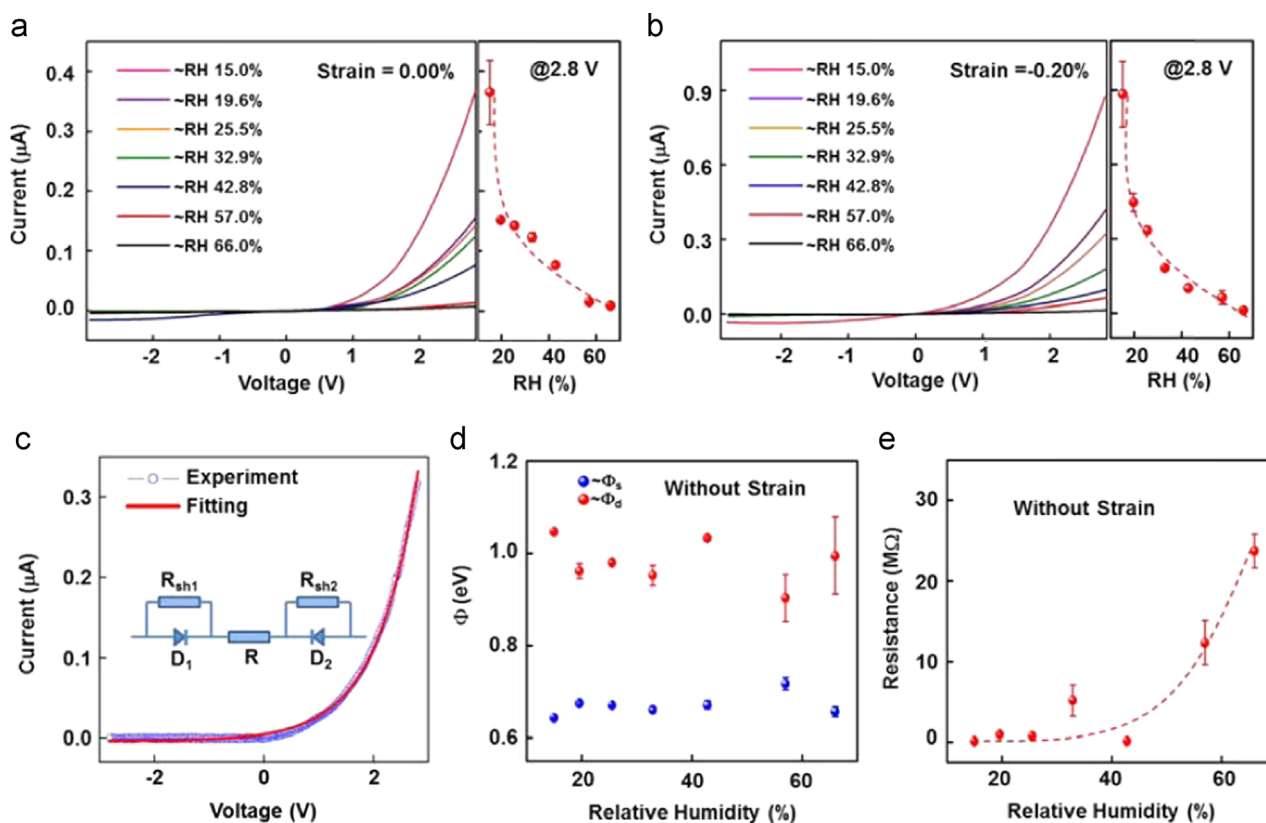 a
Current (μA)
0.4
0.3
0.2
0.1
0.0
~RH 15.0%
~RH 19.6%
~RH 25.5%
~RH 32.9%
~RH 42.8%
~RH 57.0%
~RH 66.0%
Strain = 0.00%
@2.8 V
-2 -1 0 1 2
20 40 60
Voltage (V)
RH (%)
b
Current (μA)
0.9
0.6
0.3
0.0
~RH 15.0%
~RH 19.6%
~RH 25.5%
~RH 32.9%
~RH 42.8%
~RH 57.0%
~RH 66.0%
Strain =-0.20%
@2.8 V
-2 -1 0 1 2
20 40 60
Voltage (V)
RH (%)
c
Current (μA)
0.3
0.2
0.1
0.0
Experiment
Fitting
Rsh1
Rsh2
D1
R
D2
-2 0 2
Voltage (V)
d
Φ (eV)
1.2
1.0
0.8
0.6
~Φs
~Φd
Without Strain
20 40 60
Relative Humidity (%)
e
Resistance (MΩ)
30
20
10
0
Without Strain
20 40 60
Relative Humidity (%)